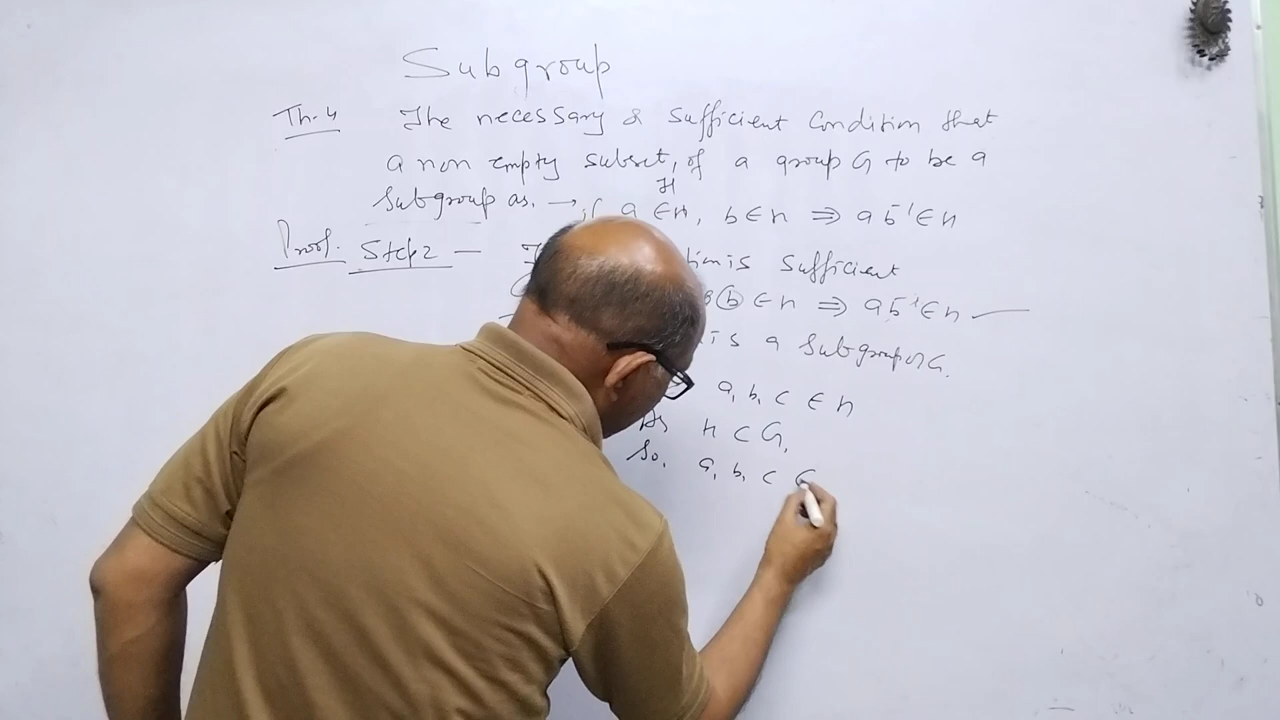 Subgroup
Th. 4 The necessary & sufficient condition that
a non empty subset, of a group G to be a
H
Subgroup as. → if a ∈ H, b ∈ H ⇒ ab⁻¹ ∈ H
Proof. Step 2 — is sufficient
b ∈ H ⇒ ab⁻¹ ∈ H —
is a subgroup of G.
a, b, c ∈ H
As H ⊂ G,
So, a, b, c